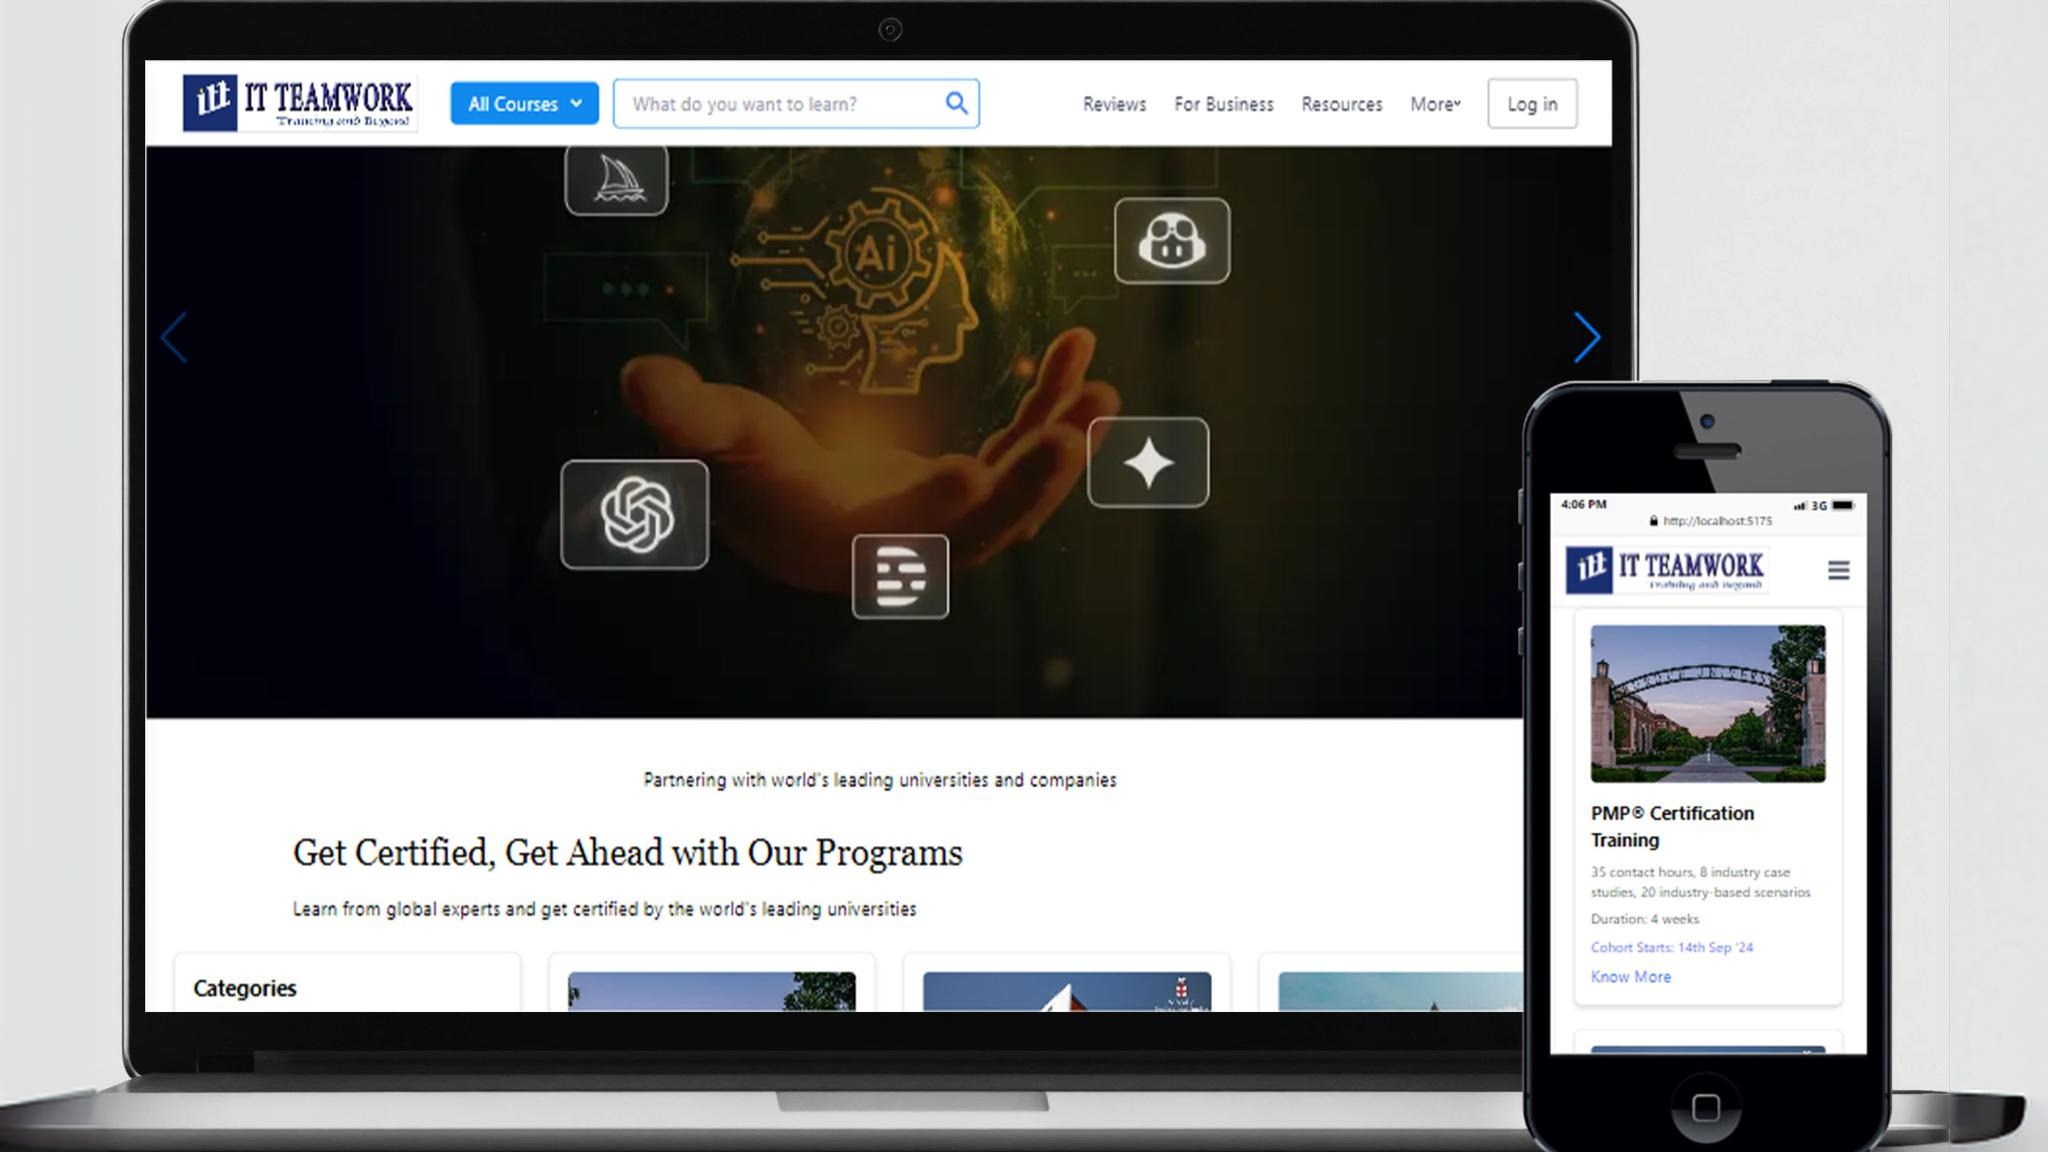 itt IT TEAMWORK
Training and Beyond
All Courses
What do you want to learn?
Reviews
For Business
Resources
More
Log in
Ai
Partnering with world's leading universities and companies
Get Certified, Get Ahead with Our Programs
Learn from global experts and get certified by the world's leading universities
Categories
4:06 PM
3G
http://localhost:5175
itt IT TEAMWORK
Training and Beyond
PMP® Certification
Training
35 contact hours, 8 industry case
studies, 20 industry-based scenarios
Duration: 4 weeks
Cohort Starts: 14th Sep '24
Know More